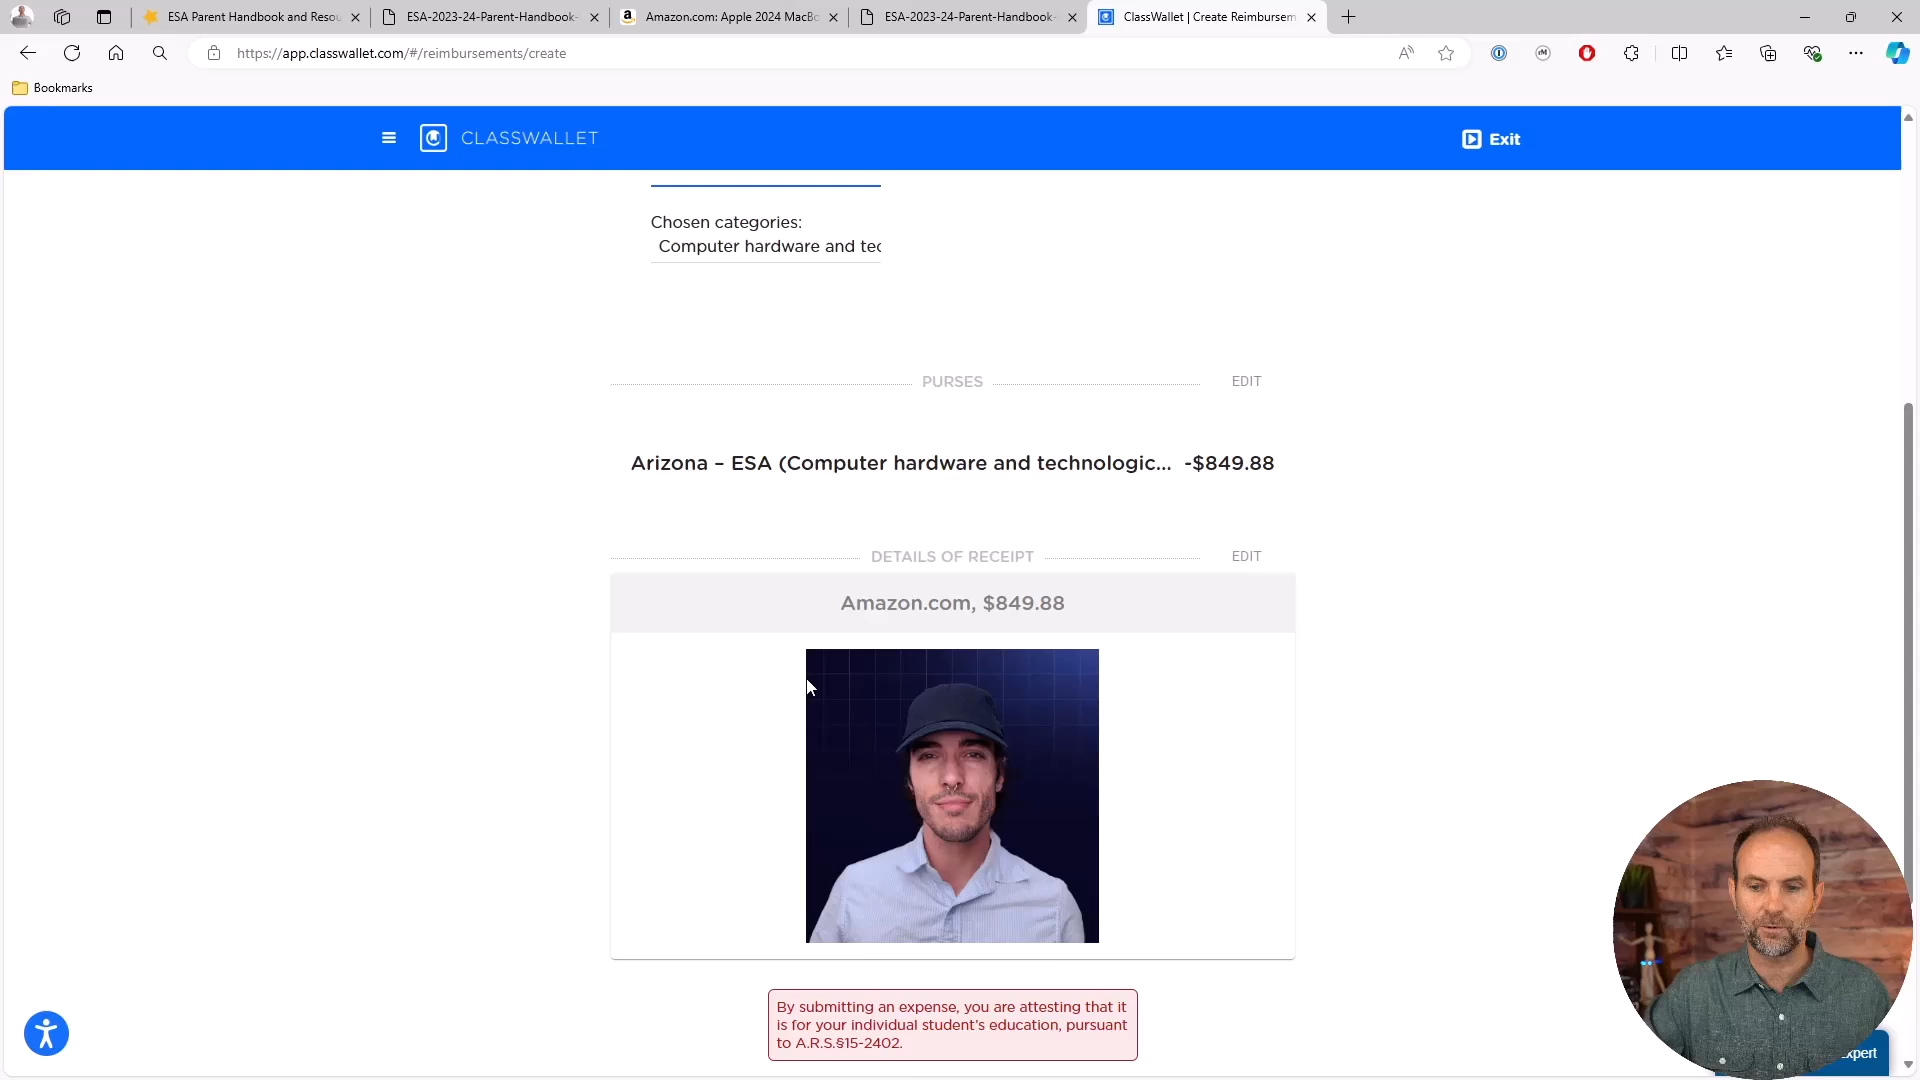 ESA Parent Handbook and Resou
ESA-2023-24-Parent-Handbook-
Amazon.com: Apple 2024 MacBo
ESA-2023-24-Parent-Handbook-
ClassWallet | Create Reimbursem
https://app.classwallet.com/#/reimbursements/create
Bookmarks
CLASSWALLET
Exit
Chosen categories:
Computer hardware and tec
PURSES
EDIT
Arizona – ESA (Computer hardware and technologic... -$849.88
DETAILS OF RECEIPT
EDIT
Amazon.com, $849.88
By submitting an expense, you are attesting that it
is for your individual student's education, pursuant
to A.R.S.§15-2402.
xpert